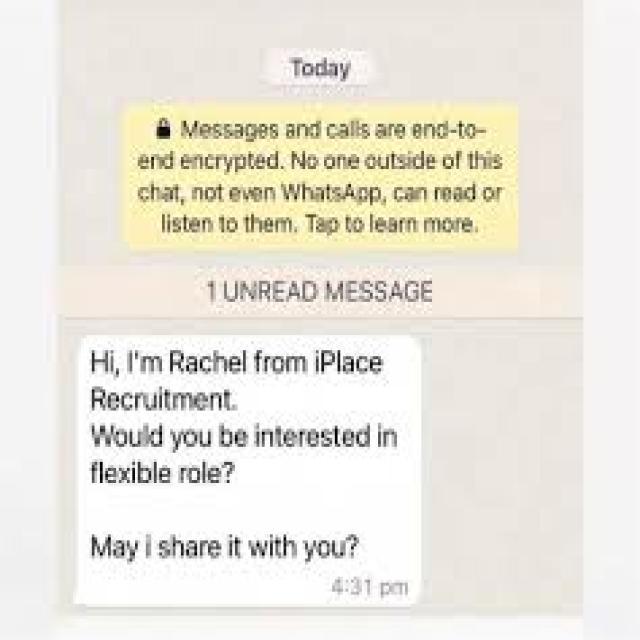 Today
🔒 Messages and calls are end-to-
end encrypted. No one outside of this
chat, not even WhatsApp, can read or
listen to them. Tap to learn more.
1 UNREAD MESSAGE
Hi, I'm Rachel from iPlace
Recruitment.
Would you be interested in
flexible role?
May i share it with you?
4:31 pm